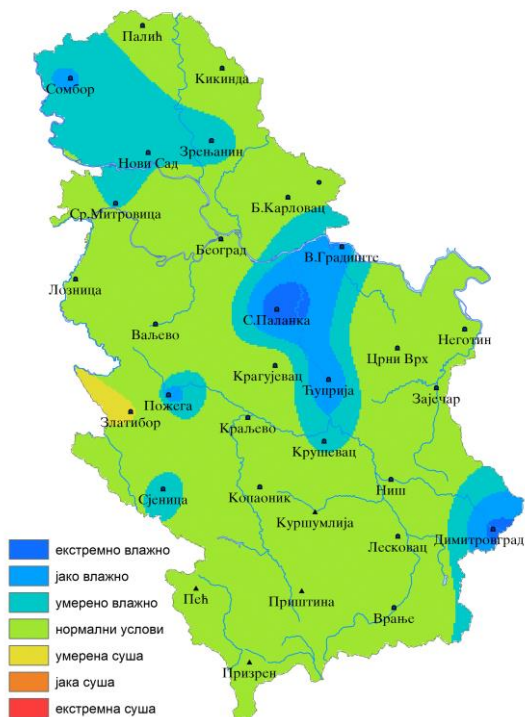 Палић
Кикинда
Сомбор
Зрењанин
Нови Сад
Б.Карловац
Ср.Митровица
Београд
В.Градиште
Лозница
С.Паланка
Ваљево
Неготин
Црни Врх
Крагујевац
Ћуприја
Зајечар
Пожега
Златибор
Краљево
Крушевац
Сјеница
Копаоник
Ниш
Куршумлија
Димитровград
Лесковац
Пећ
Приштина
Врање
Призрен
екстремно влажно
јако влажно
умерено влажно
нормални услови
умерена суша
јака суша
екстремна суша